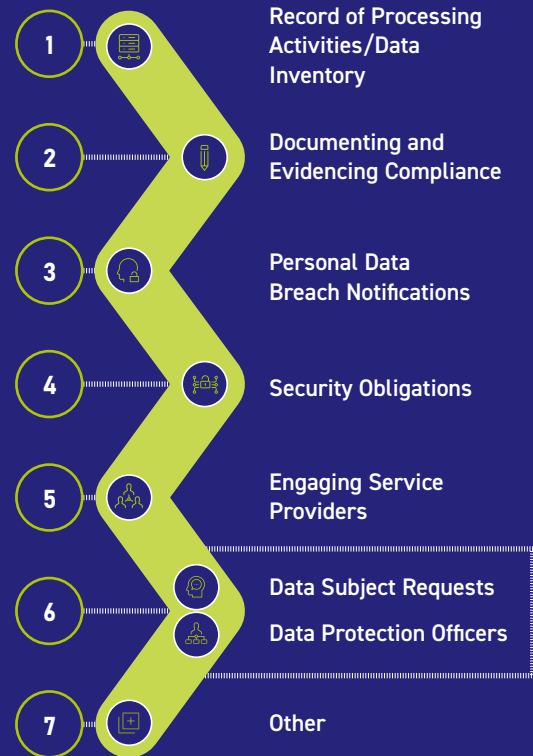 1
Record of Processing
Activities/Data
Inventory
2
Documenting and
Evidencing Compliance
3
Personal Data
Breach Notifications
4
Security Obligations
5
Engaging Service
Providers
6
Data Subject Requests
Data Protection Officers
7
Other